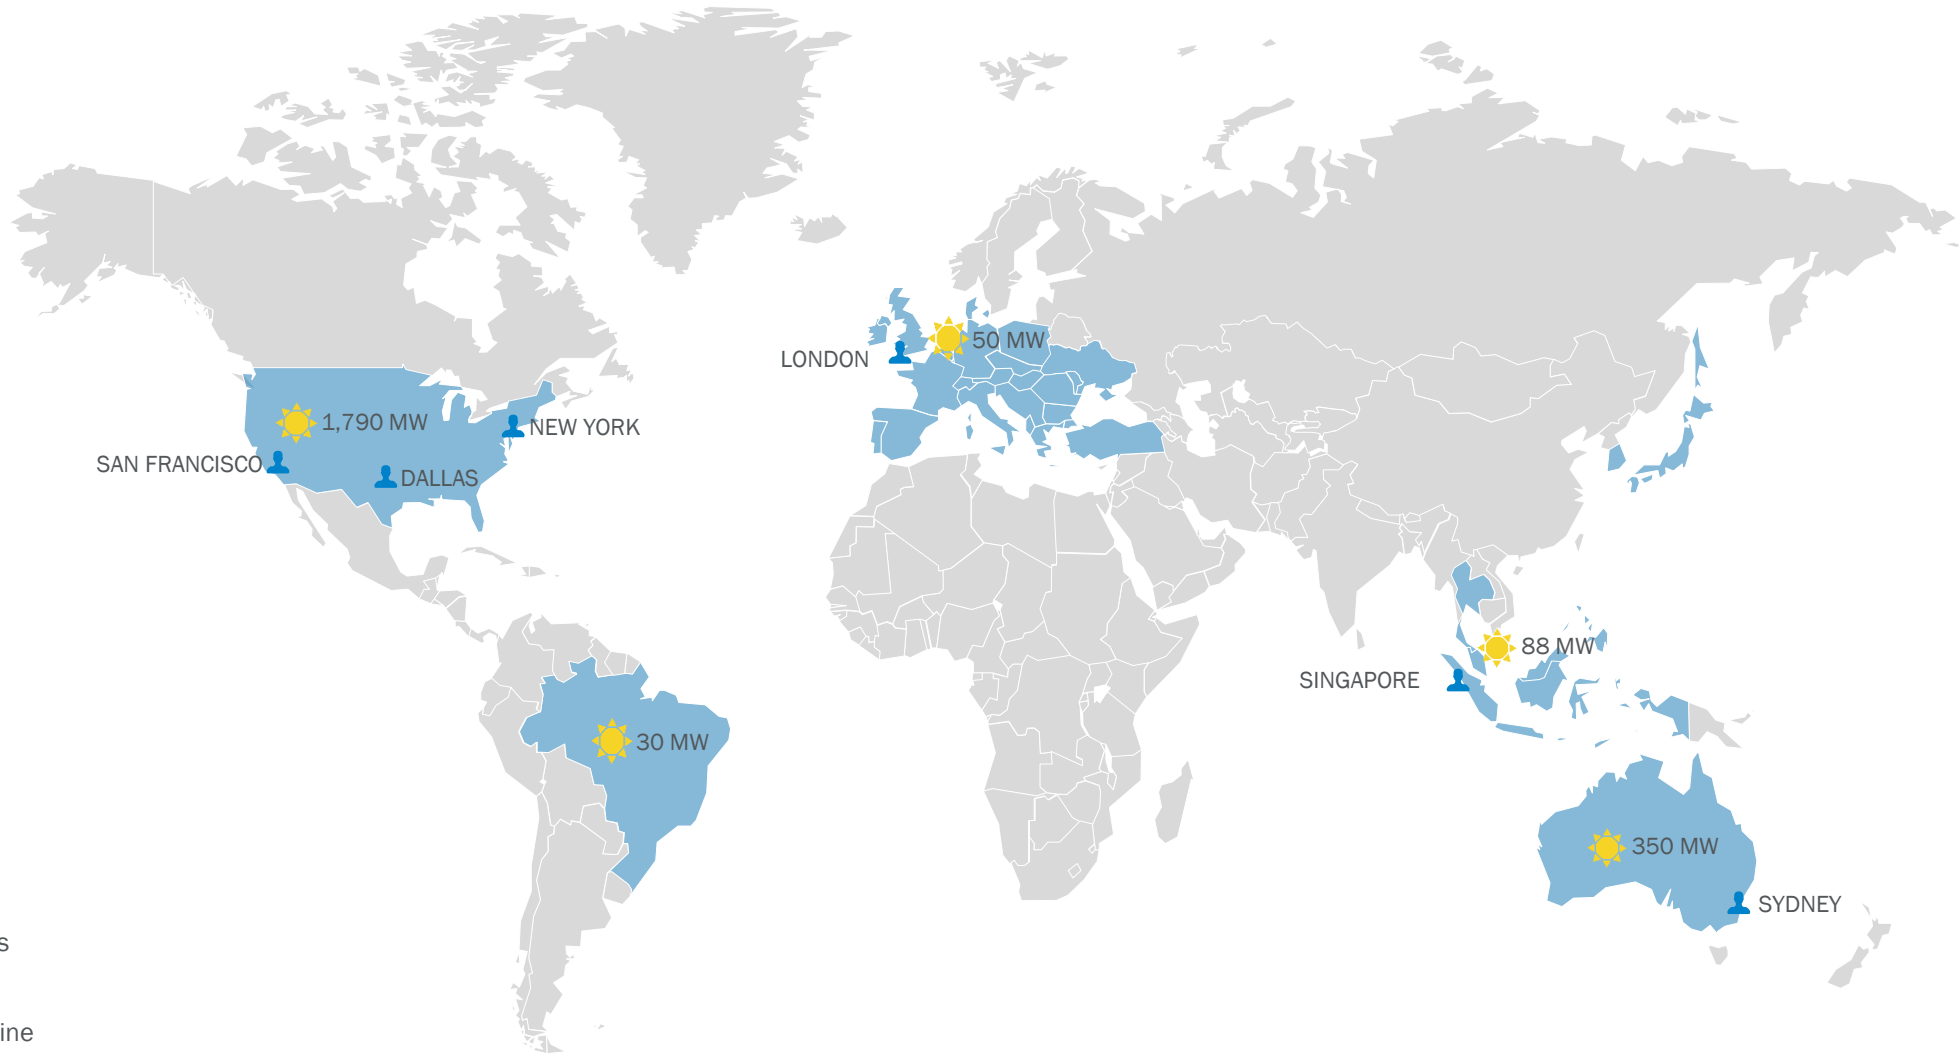 LONDON
50 MW
1,790 MW
NEW YORK
SAN FRANCISCO
DALLAS
88 MW
SINGAPORE
30 MW
350 MW
SYDNEY
s
ine